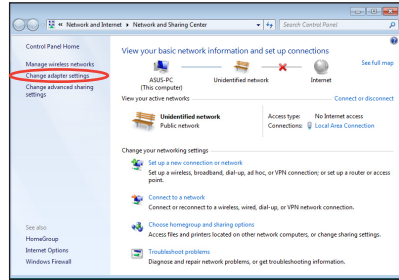 « Network and Internet ▸ Network and Sharing Center
Search Control Panel
Control Panel Home
Manage wireless networks
Change adapter settings
Change advanced sharing
settings
View your basic network information and set up connections
See full map
ASUS-PC
(This computer)
Unidentified network
Internet
View your active networks
Connect or disconnect
Unidentified network
Public network
Access type: No Internet access
Connections: Local Area Connection
Change your networking settings
Set up a new connection or network
Set up a wireless, broadband, dial-up, ad hoc, or VPN connection; or set up a router or access
point.
Connect to a network
Connect or reconnect to a wireless, wired, dial-up, or VPN network connection.
Choose homegroup and sharing options
Access files and printers located on other network computers, or change sharing settings.
Troubleshoot problems
Diagnose and repair network problems, or get troubleshooting information.
See also
HomeGroup
Internet Options
Windows Firewall